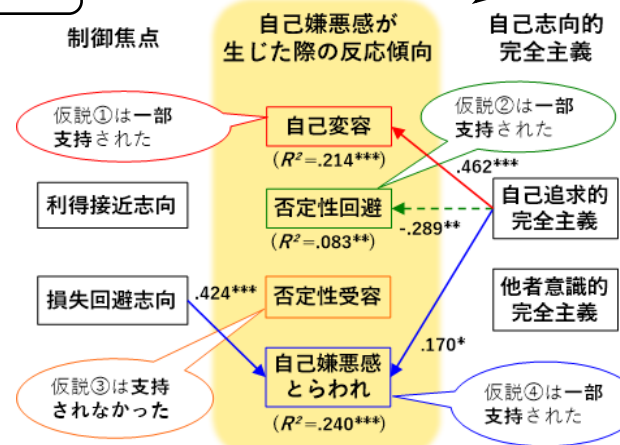 制御焦点
自己嫌悪感が
生じた際の反応傾向
自己志向的
完全主義
仮説①は一部
支持された
仮説②は一部
支持された
自己変容
(R²=.214***)
.462***
利得接近志向
否定性回避
(R²=.083**)
-.289**
自己追求的
完全主義
損失回避志向
.424***
否定性受容
他者意識的
完全主義
.170*
仮説③は支持
されなかった
自己嫌悪感
とらわれ
(R²=.240***)
仮説④は一部
支持された